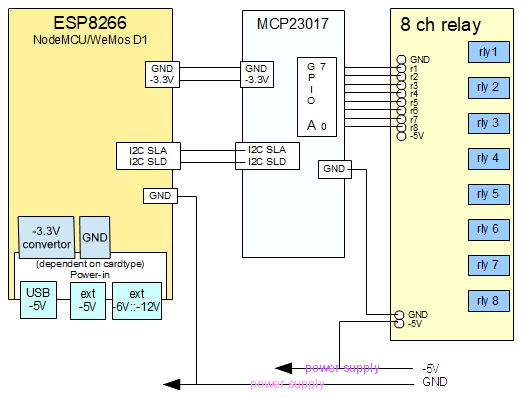 ESP8266
NodeMCU/WeMos D1
GND
-3.3V
I2C SLA
I2C SLD
GND
-3.3V
convertor
GND
(dependent on cardtype)
Power-in
USB
-5V
ext
-5V
ext
-6V::-12V
MCP23017
GND
-3.3V
G 7
P
I
O
A 0
I2C SLA
I2C SLD
GND
8 ch relay
GND
r1
r2
r3
r4
r5
r6
r7
r8
-5V
rly1
rly 2
rly 3
rly 4
rly 5
rly 6
rly 7
rly 8
GND
-5V
power supply
-5V
power supply
GND